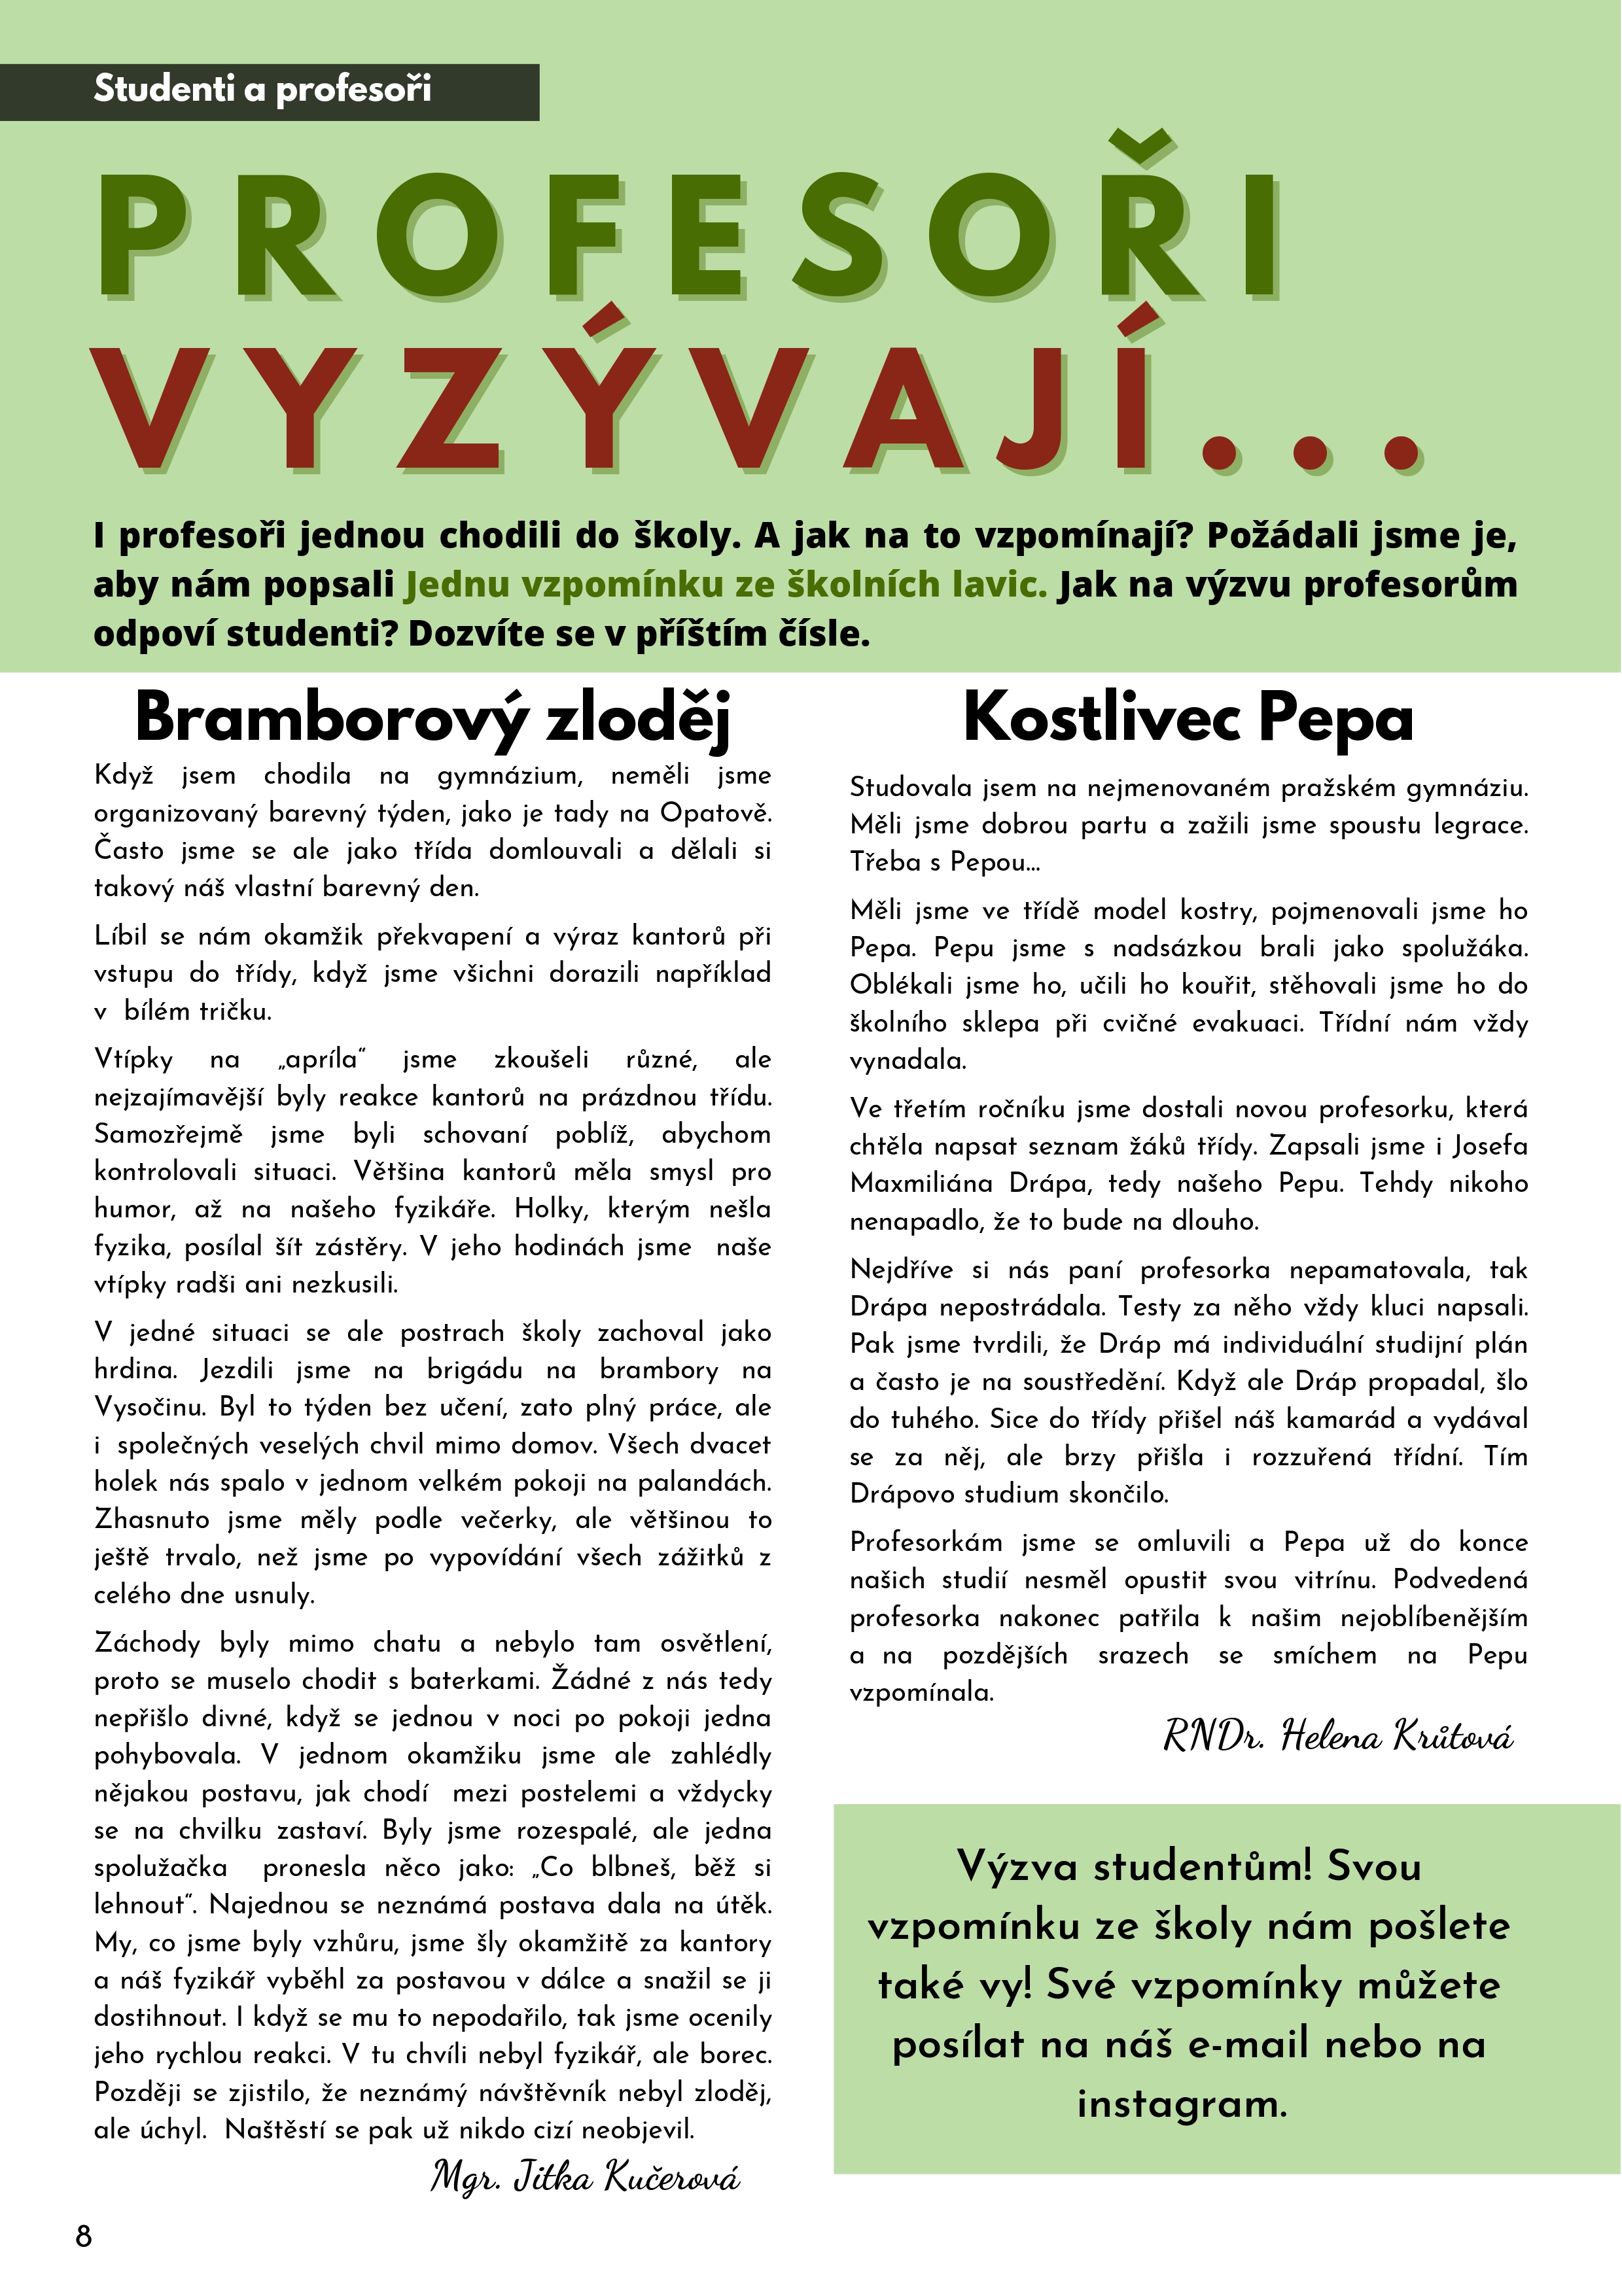 Studenti a profesoři
PROFESOŘI
VYZÝVAJÍ...
I profesoři jednou chodili do školy. A jak na to vzpomínají? Požádali jsme je,
aby nám popsali Jednu vzpomínku ze školních lavic. Jak na výzvu profesorům
odpoví studenti? Dozvíte se v příštím čísle.
Bramborový zloděj
Když jsem chodila na gymnázium, neměli jsme
organizovaný barevný týden, jako je tady na Opatově.
Často jsme se ale jako třída domlouvali a dělali si
takový náš vlastní barevný den.
Líbil se nám okamžik překvapení a výraz kantorů při
vstupu do třídy, když jsme všichni dorazili například
v bílém tričku.
Vtípky na „apríla“ jsme zkoušeli různé, ale
nejzajímavější byly reakce kantorů na prázdnou třídu.
Samozřejmě jsme byli schovaní poblíž, abychom
kontrolovali situaci. Většina kantorů měla smysl pro
humor, až na našeho fyzikáře. Holky, kterým nešla
fyzika, posílal šít zástěry. V jeho hodinách jsme naše
vtípky radši ani nezkusili.
V jedné situaci se ale postrach školy zachoval jako
hrdina. Jezdili jsme na brigádu na brambory na
Vysočinu. Byl to týden bez učení, zato plný práce, ale
i společných veselých chvil mimo domov. Všech dvacet
holek nás spalo v jednom velkém pokoji na palandách.
Zhasnuto jsme měly podle večerky, ale většinou to
ještě trvalo, než jsme po vypovídání všech zážitků z
celého dne usnuly.
Záchody byly mimo chatu a nebylo tam osvětlení,
proto se muselo chodit s baterkami. Žádné z nás tedy
nepřišlo divné, když se jednou v noci po pokoji jedna
pohybovala. V jednom okamžiku jsme ale zahlédly
nějakou postavu, jak chodí mezi postelemi a vždycky
se na chvilku zastaví. Byly jsme rozespalé, ale jedna
spolužačka pronesla něco jako: „Co blbneš, běž si
lehnout“. Najednou se neznámá postava dala na útěk.
My, co jsme byly vzhůru, jsme šly okamžitě za kantory
a náš fyzikář vyběhl za postavou v dálce a snažil se ji
dostihnout. I když se mu to nepodařilo, tak jsme ocenily
jeho rychlou reakci. V tu chvíli nebyl fyzikář, ale borec.
Později se zjistilo, že neznámý návštěvník nebyl zloděj,
ale úchyl. Naštěstí se pak už nikdo cizí neobjevil.
Mgr. Jitka Kučerová
Kostlivec Pepa
Studovala jsem na nejmenovaném pražském gymnáziu.
Měli jsme dobrou partu a zažili jsme spoustu legrace.
Třeba s Pepou...
Měli jsme ve třídě model kostry, pojmenovali jsme ho
Pepa. Pepu jsme s nadsázkou brali jako spolužáka.
Oblékali jsme ho, učili ho kouřit, stěhovali jsme ho do
školního sklepa při cvičné evakuaci. Třídní nám vždy
vynadala.
Ve třetím ročníku jsme dostali novou profesorku, která
chtěla napsat seznam žáků třídy. Zapsali jsme i Josefa
Maxmiliána Drápa, tedy našeho Pepu. Tehdy nikoho
nenapadlo, že to bude na dlouho.
Nejdříve si nás paní profesorka nepamatovala, tak
Drápa nepostrádala. Testy za něho vždy kluci napsali.
Pak jsme tvrdili, že Dráp má individuální studijní plán
a často je na soustředění. Když ale Dráp propadal, šlo
do tuhého. Sice do třídy přišel náš kamarád a vydával
se za něj, ale brzy přišla i rozzuřená třídní. Tím
Drápovo studium skončilo.
Profesorkám jsme se omluvili a Pepa už do konce
našich studií nesměl opustit svou vitrínu. Podvedená
profesorka nakonec patřila k našim nejoblíbenějším
a na pozdějších srazech se smíchem na Pepu
vzpomínala.
RNDr. Helena Krůtová
Výzva studentům! Svou
vzpomínku ze školy nám pošlete
také vy! Své vzpomínky můžete
posílat na náš e-mail nebo na
instagram.
8